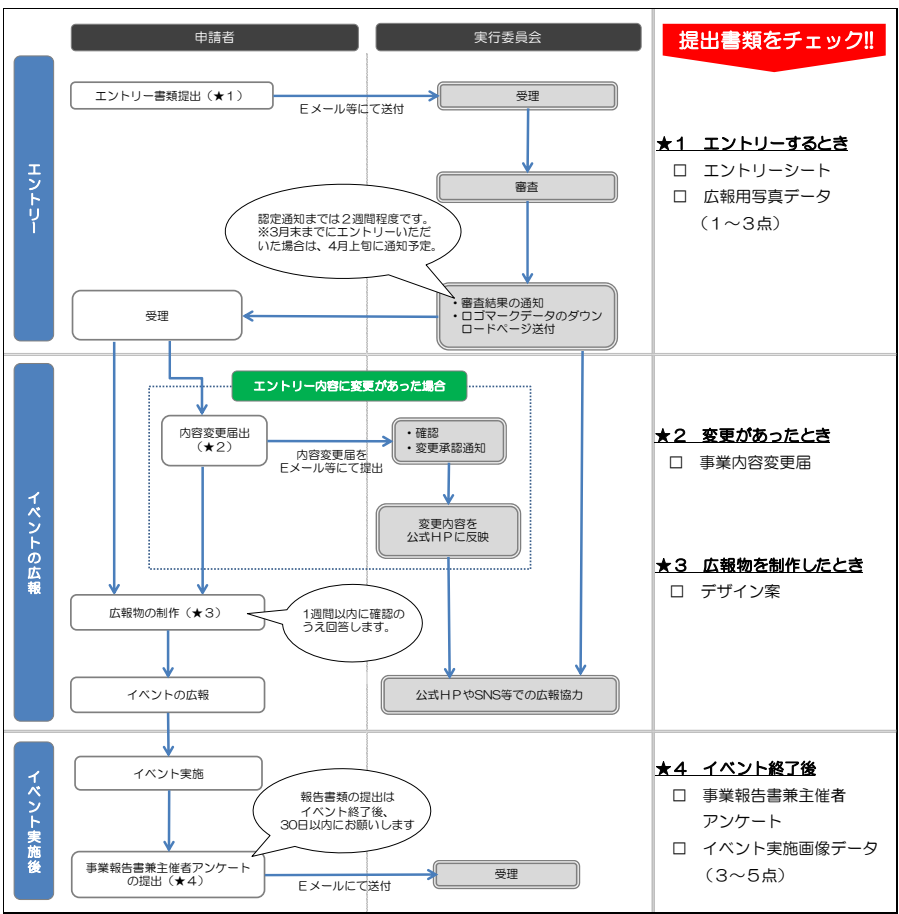 申請者
実行委員会
提出書類をチェック!!
エントリー
エントリー書類提出（★１）
Ｅメール等にて送付
受理
審査
認定通知までは２週間程度です。
※3月末までにエントリーいただ
いた場合は、4月上旬に通知予定。
・審査結果の通知
・ロゴマークデータのダウン
ロードページ送付
受理
★１　エントリーするとき
□　エントリーシート
□　広報用写真データ
（１～３点）
イベントの広報
エントリー内容に変更があった場合
内容変更届出
（★２）
内容変更届を
Ｅメール等にて提出
・確認
・変更承認通知
変更内容を
公式ＨＰに反映
広報物の制作（★３）
1週間以内に確認の
うえ回答します。
イベントの広報
公式ＨＰやSNS等での広報協力
★２　変更があったとき
□　事業内容変更届
★３　広報物を制作したとき
□　デザイン案
イベント実施後
イベント実施
報告書類の提出は
イベント終了後、
30日以内にお願いします
事業報告書兼主催者アンケート
の提出（★４）
Ｅメールにて送付
受理
★４　イベント終了後
□　事業報告書兼主催者
アンケート
□　イベント実施画像データ
（３～５点）